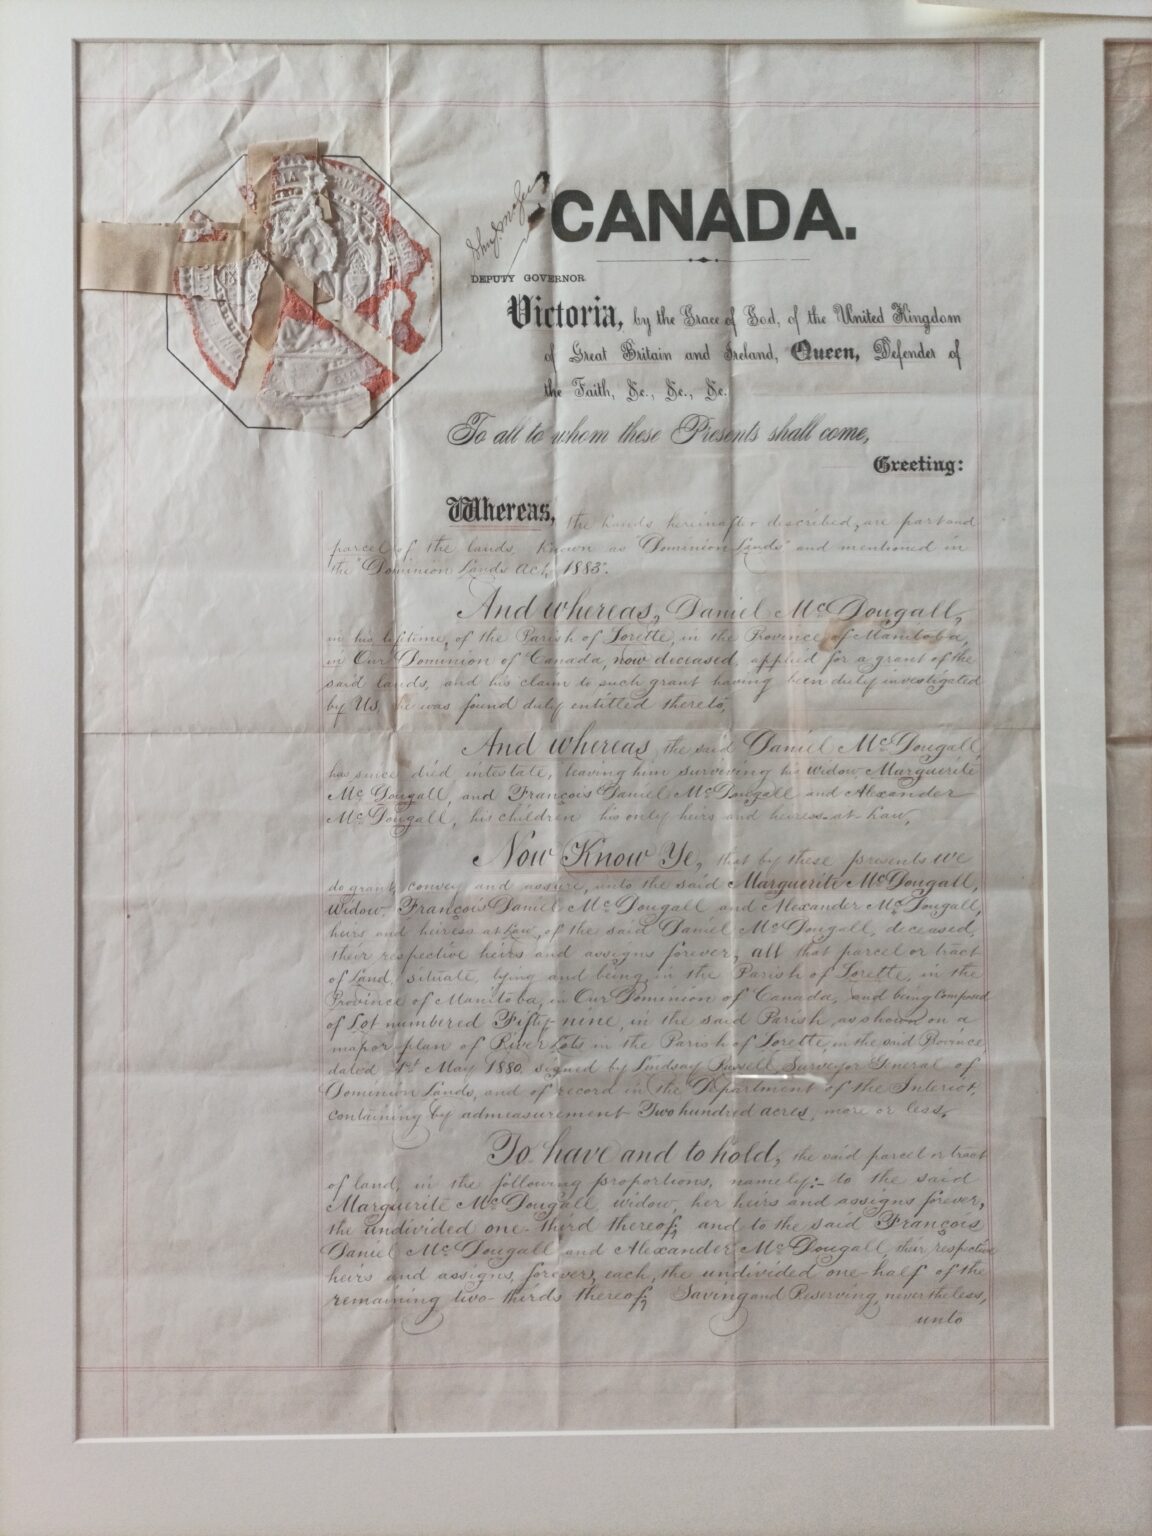 CANADA.
DEPUTY GOVERNOR
Victoria, by the Grace of God, of the United Kingdom
of Great Britain and Ireland, Queen, Defender of
the Faith, &c., &c., &c.
To all to whom these Presents shall come,
Greeting:
Whereas, the Lands hereinafter described, are part and
parcel of the lands, known as "Dominion Lands" and mentioned in
the "Dominion Lands Act, 1883".
And whereas, Daniel McDougall,
in his lifetime, of the Parish of Lorette, in the Province of Manitoba,
in Our Dominion of Canada, now deceased, applied for a grant of the
said lands, and his claim to such grant having been duly investigated
by Us, he was found duly entitled thereto,
And whereas, the said Daniel McDougall,
has since died intestate, leaving him surviving his widow, Marguerite
McDougall, and François Daniel McDougall and Alexander
McDougall, his children his only heirs and heiress-at-Law,
Now Know Ye, that by these presents We
do grant, convey and assure, unto the said Marguerite McDougall,
Widow, François Daniel McDougall and Alexander McDougall,
heirs and heiress at Law, of the said Daniel McDougall, deceased,
their respective heirs and assigns forever, all that parcel or tract
of Land, situate, lying and being, in the Parish of Lorette, in the
Province of Manitoba, in Our Dominion of Canada, and being Composed
of Lot numbered Fifty-nine, in the said Parish, as shown on a
map or plan of River Lots in the Parish of Lorette, in the said Province,
dated 1st May 1880, signed by Lindsay Russell, Surveyor General of
Dominion Lands, and of record in the Department of the Interior,
containing by admeasurement Two hundred acres, more or less,
To have and to hold, the said parcel or tract
of land, in the following proportions, namely:- to the said
Marguerite McDougall, widow, her heirs and assigns forever,
the undivided one-third thereof; and to the said François
Daniel McDougall and Alexander McDougall, their respective
heirs and assigns, forever, each, the undivided one-half of the
remaining two-thirds thereof; Saving and Reserving, nevertheless,
unto